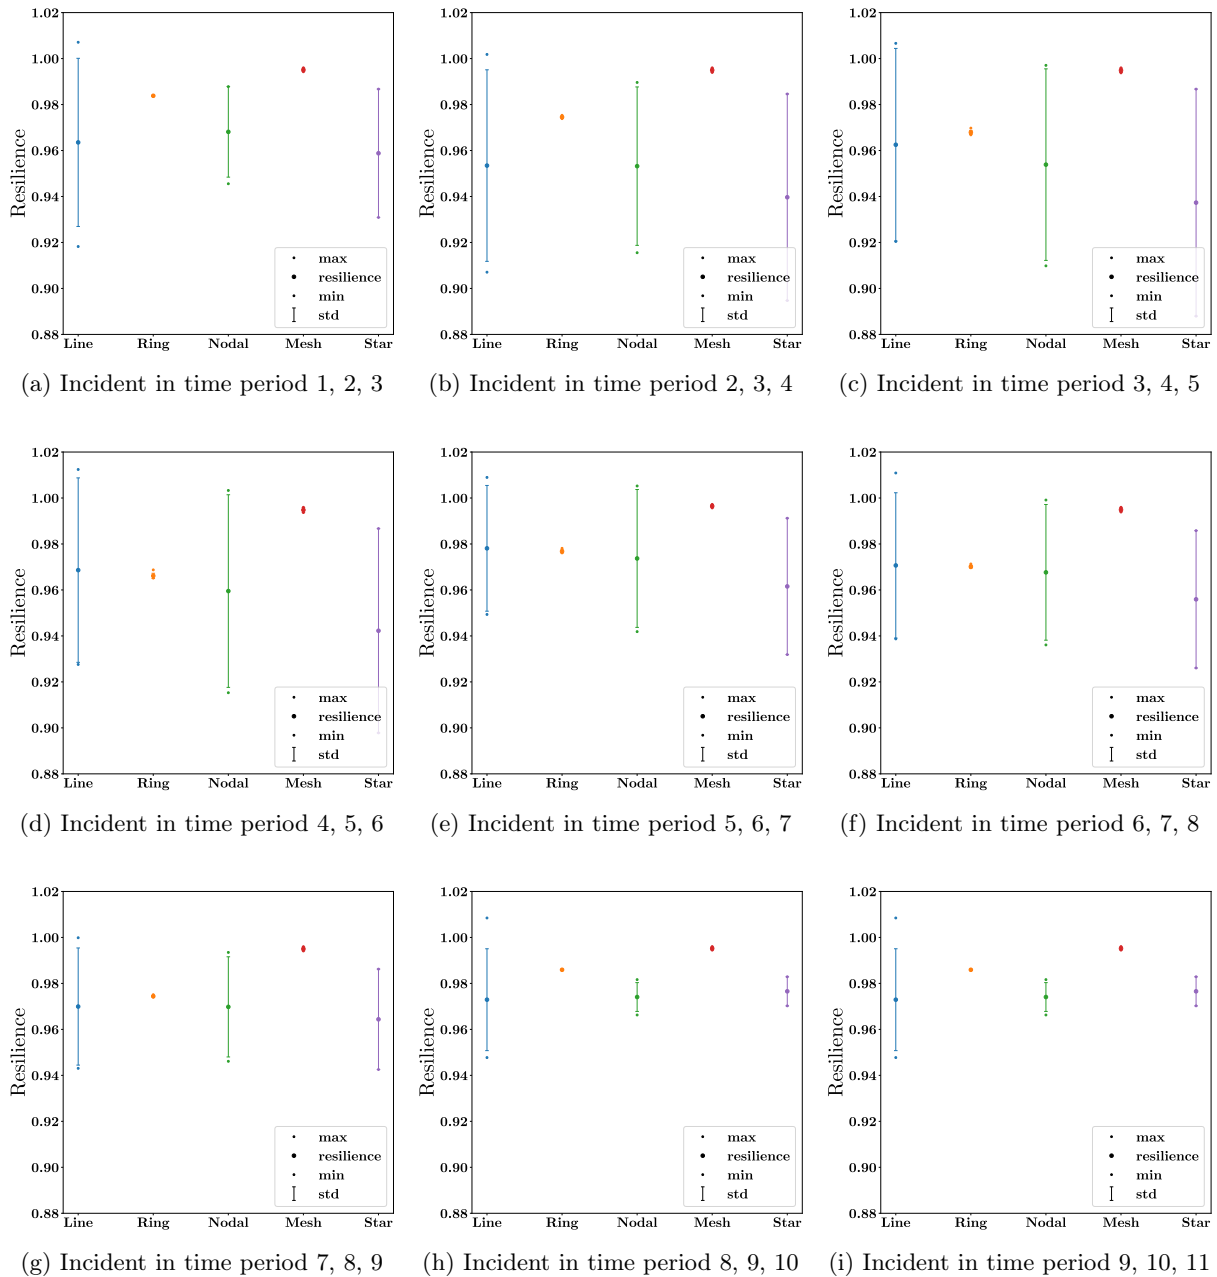 1.02
1.00
0.98
0.96
0.94
0.92
0.90
0.88
Resilience
max
resilience
min
std
Line Ring Nodal Mesh Star
(a) Incident in time period 1, 2, 3
1.02
1.00
0.98
0.96
0.94
0.92
0.90
0.88
Resilience
max
resilience
min
std
Line Ring Nodal Mesh Star
(b) Incident in time period 2, 3, 4
1.02
1.00
0.98
0.96
0.94
0.92
0.90
0.88
Resilience
max
resilience
min
std
Line Ring Nodal Mesh Star
(c) Incident in time period 3, 4, 5
1.02
1.00
0.98
0.96
0.94
0.92
0.90
0.88
Resilience
max
resilience
min
std
Line Ring Nodal Mesh Star
(d) Incident in time period 4, 5, 6
1.02
1.00
0.98
0.96
0.94
0.92
0.90
0.88
Resilience
max
resilience
min
std
Line Ring Nodal Mesh Star
(e) Incident in time period 5, 6, 7
1.02
1.00
0.98
0.96
0.94
0.92
0.90
0.88
Resilience
max
resilience
min
std
Line Ring Nodal Mesh Star
(f) Incident in time period 6, 7, 8
1.02
1.00
0.98
0.96
0.94
0.92
0.90
0.88
Resilience
max
resilience
min
std
Line Ring Nodal Mesh Star
(g) Incident in time period 7, 8, 9
1.02
1.00
0.98
0.96
0.94
0.92
0.90
0.88
Resilience
max
resilience
min
std
Line Ring Nodal Mesh Star
(h) Incident in time period 8, 9, 10
1.02
1.00
0.98
0.96
0.94
0.92
0.90
0.88
Resilience
max
resilience
min
std
Line Ring Nodal Mesh Star
(i) Incident in time period 9, 10, 11